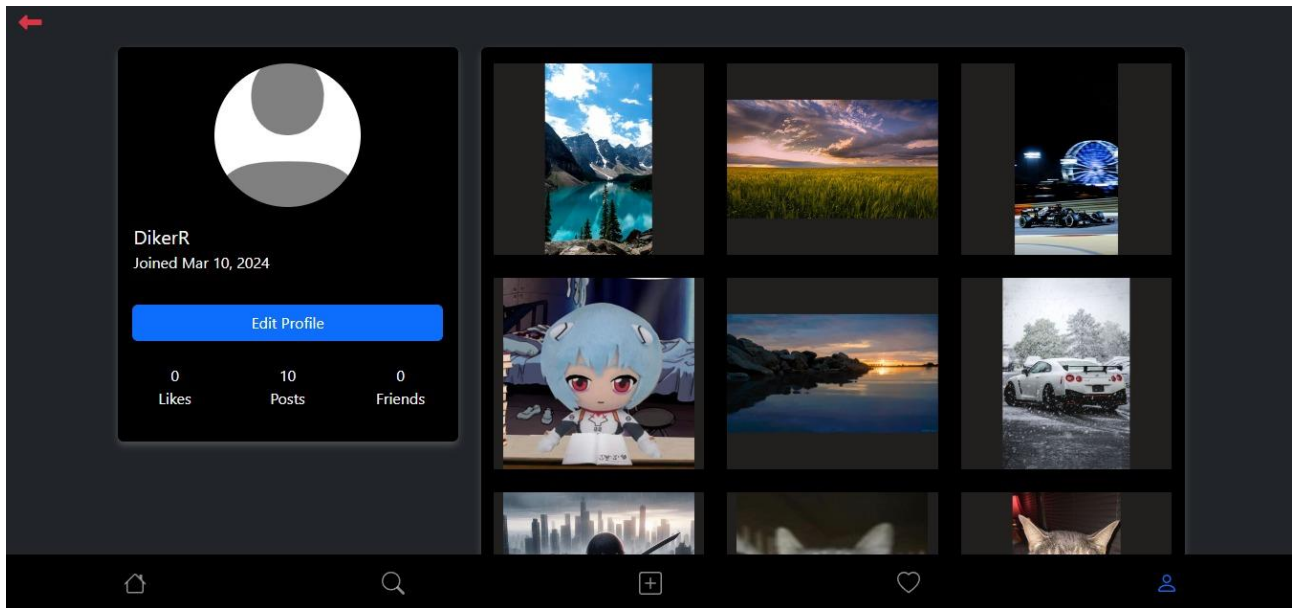 DikerR
Joined Mar 10, 2024
Edit Profile
0 10 0
Likes Posts Friends